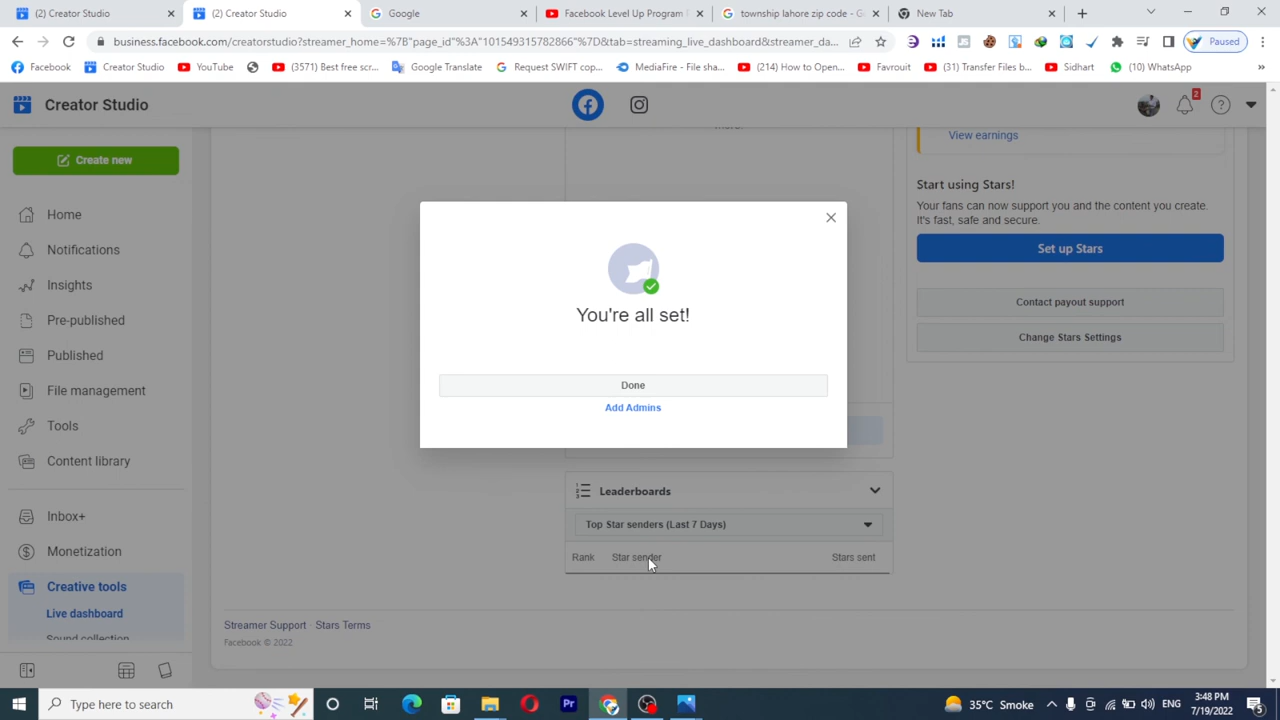 (2) Creator Studio
(2) Creator Studio
Google
Facebook Level Up Program
township lahore zip code - G
New Tab
business.facebook.com/creatorstudio?streamer_home=%7B"page_id"%3A"101549315782866"%7D&tab=streaming_live_dashboard&streamer_da...
Paused
Facebook
Creator Studio
YouTube
(3571) Best free scr...
Google Translate
Request SWIFT cop...
MediaFire - File sha...
(214) How to Open...
Favrouit
(31) Transfer Files b...
Sidhart
(10) WhatsApp
»
Creator Studio
2
Create new
Home
Notifications
Insights
Pre-published
Published
File management
Tools
Content library
Inbox+
Monetization
Creative tools
Live dashboard
Sound collection
View earnings
Start using Stars!
Your fans can now support you and the content you create.
It's fast, safe and secure.
Set up Stars
Contact payout support
Change Stars Settings
You're all set!
Done
Add Admins
Leaderboards
Top Star senders (Last 7 Days)
Rank Star sender Stars sent
Streamer Support · Stars Terms
Facebook © 2022
Type here to search
35°C Smoke
ENG
3:48 PM
7/19/2022
5